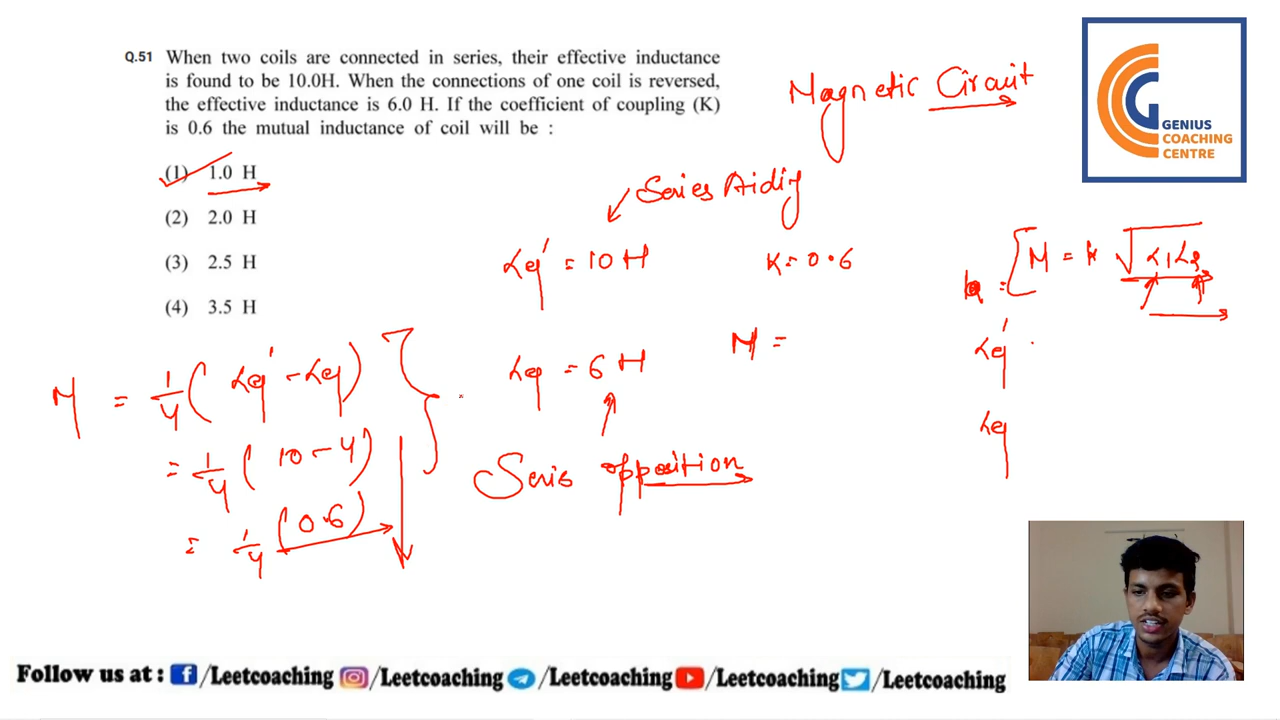 Q.51 When two coils are connected in series, their effective inductance
is found to be 10.0H. When the connections of one coil is reversed,
the effective inductance is 6.0 H. If the coefficient of coupling (K)
is 0.6 the mutual inductance of coil will be :
(1) 1.0 H
(2) 2.0 H
(3) 2.5 H
(4) 3.5 H
Magnetic Circuit
GENIUS
COACHING
CENTRE
Series Aiding
Leq' = 10 H
K = 0.6
M = k √L1L2
M =
Leq'
Leq = 6 H
Leq
Seris opposition
M = 1/4 ( Leq' - Leq )
= 1/4 ( 10 - 4 )
= 1/4 ( 0.6 )
Follow us at : /Leetcoaching /Leetcoaching /Leetcoaching /Leetcoaching /Leetcoaching